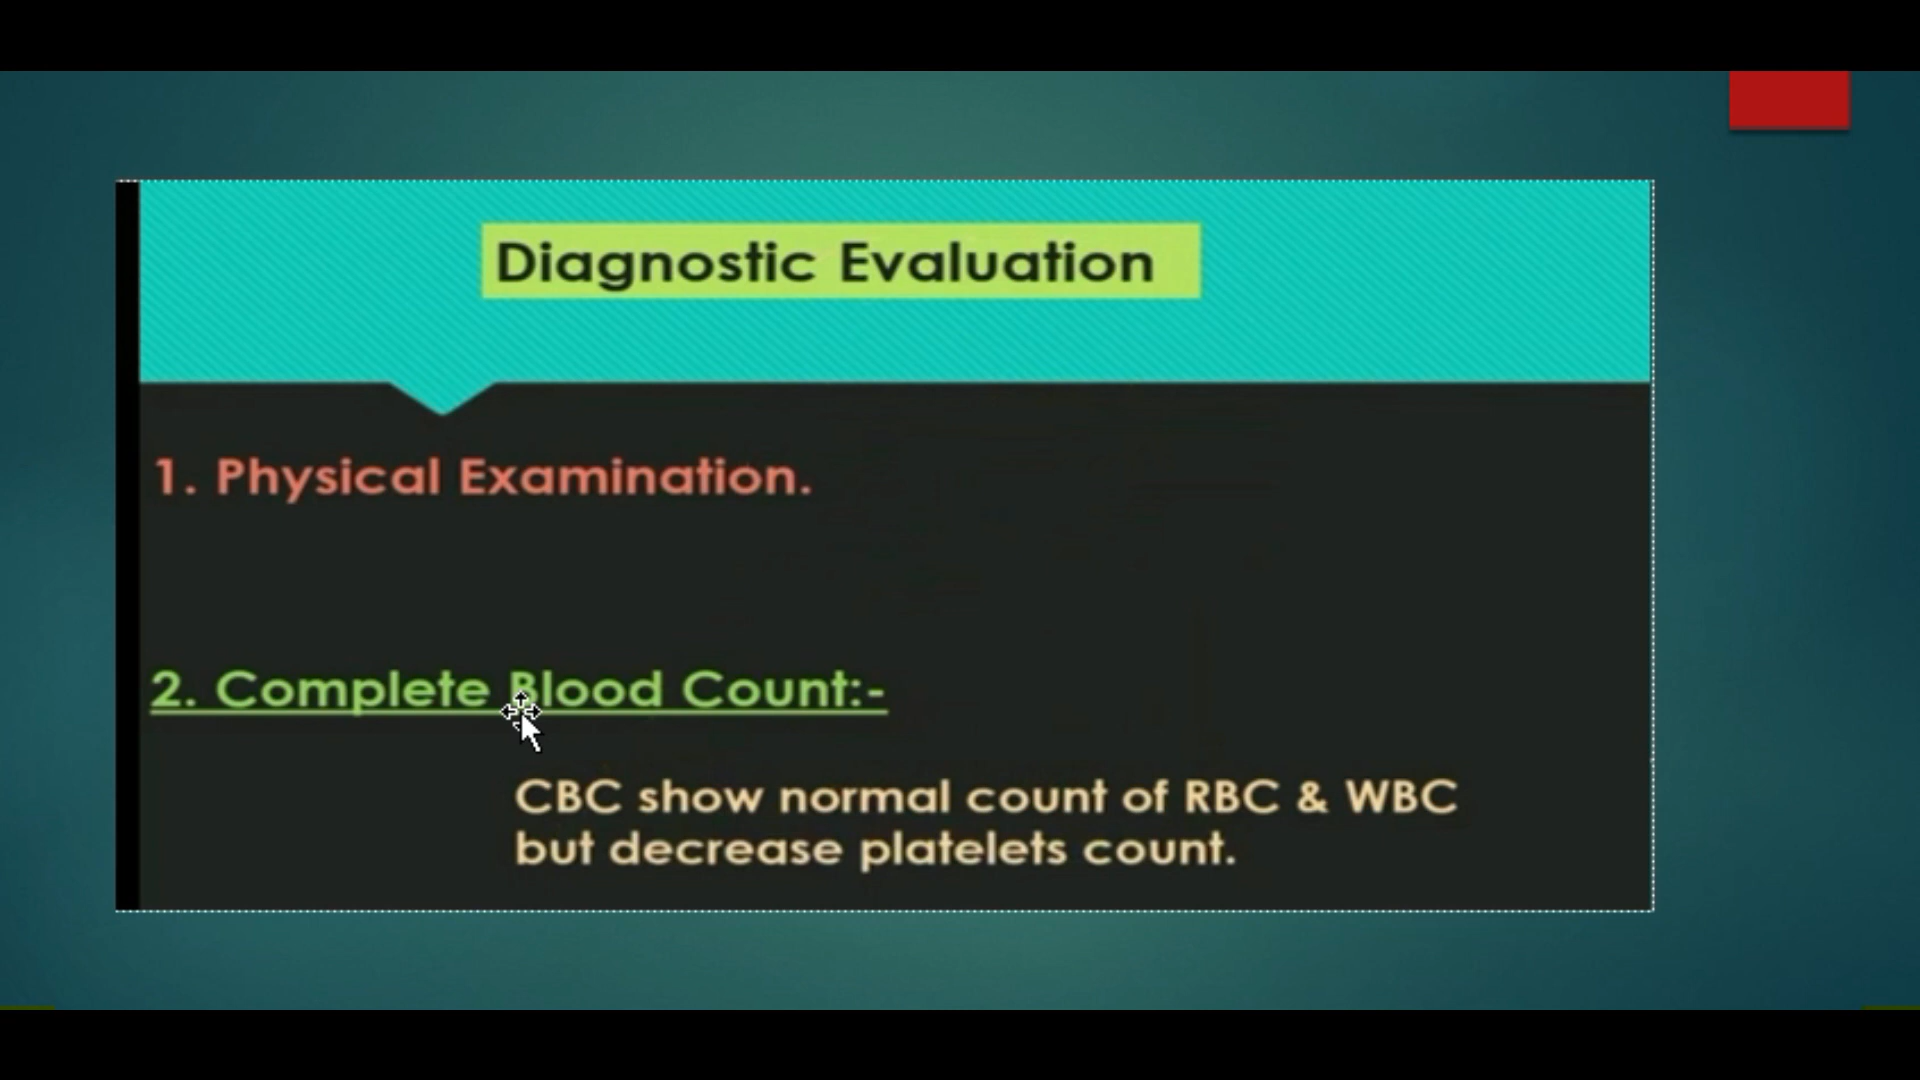 Diagnostic Evaluation
1. Physical Examination.
2. Complete Blood Count:-
CBC show normal count of RBC & WBC
but decrease platelets count.